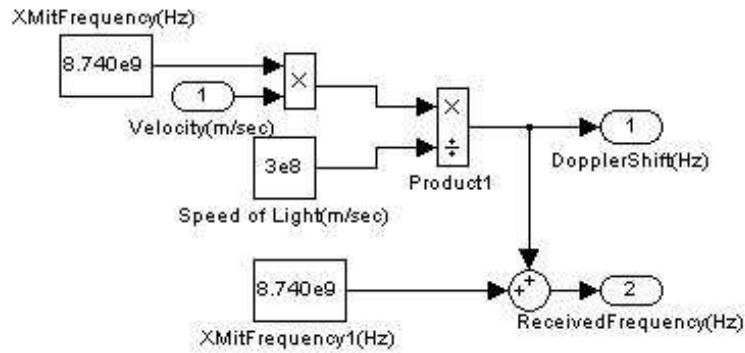 XMitFrequency(Hz)
8.740e9
×
1
Velocity(m/sec)
×
÷
1
3e8
Product1
DopplerShift(Hz)
Speed of Light(m/sec)
+
8.740e9
+
2
ReceivedFrequency(Hz)
XMitFrequency1(Hz)